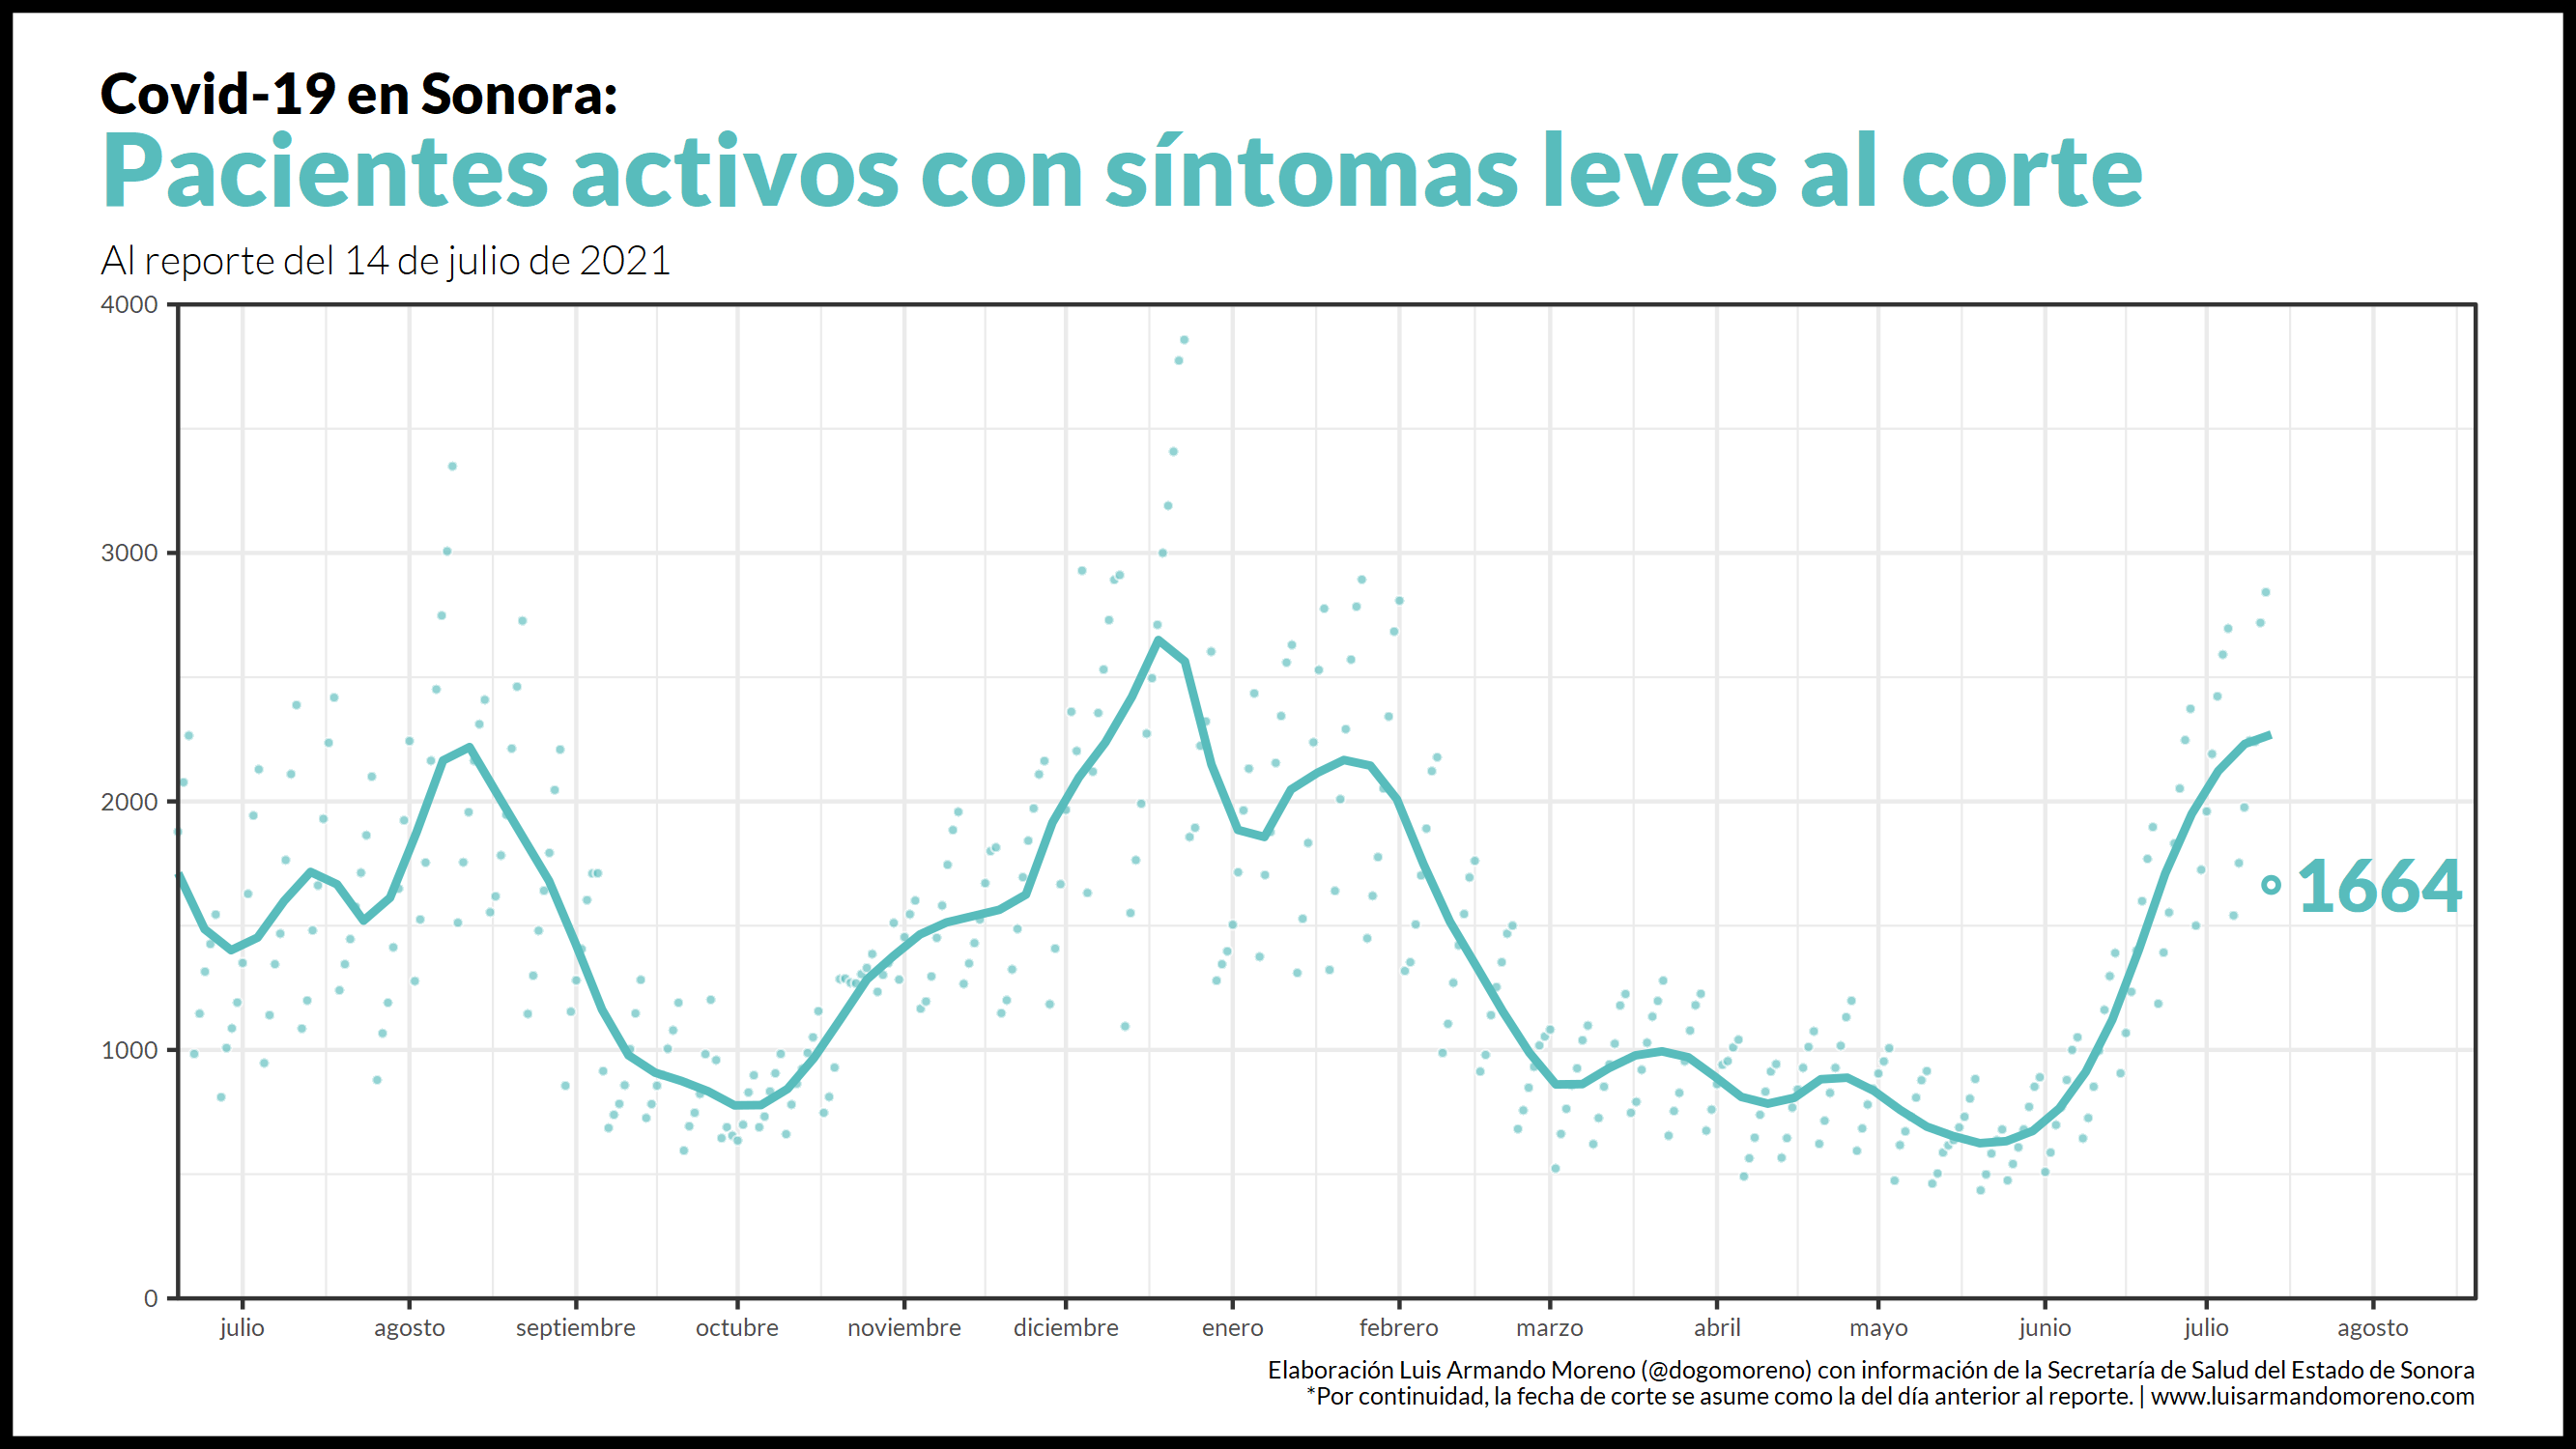 Covid-19 en Sonora:
Pacientes activos con síntomas leves al corte
Al reporte del 14 de julio de 2021
4000
3000
2000
1000
0
1664
julio agosto septiembre octubre noviembre diciembre enero febrero marzo abril mayo junio julio agosto
Elaboración Luis Armando Moreno (@dogomoreno) con información de la Secretaría de Salud del Estado de Sonora
*Por continuidad, la fecha de corte se asume como la del día anterior al reporte. | www.luisarmandomoreno.com